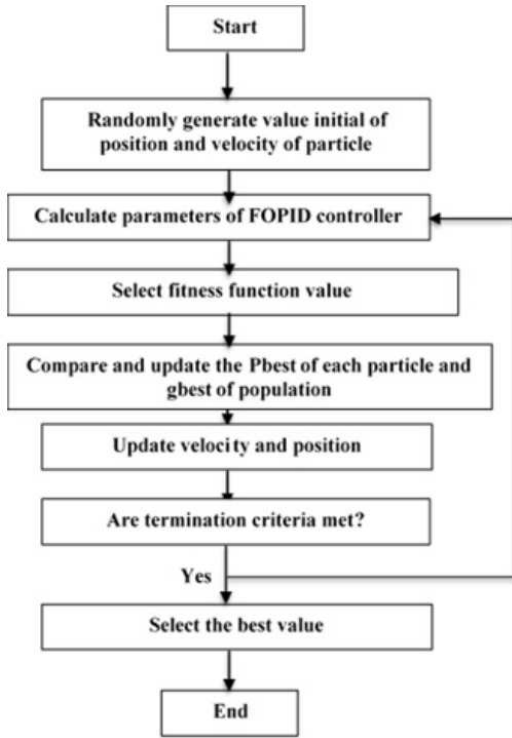 Start
Randomly generate value initial of
position and velocity of particle
Calculate parameters of FOPID controller
Select fitness function value
Compare and update the Pbest of each particle and
gbest of population
Update velocity and position
Are termination criteria met?
Yes
Select the best value
End